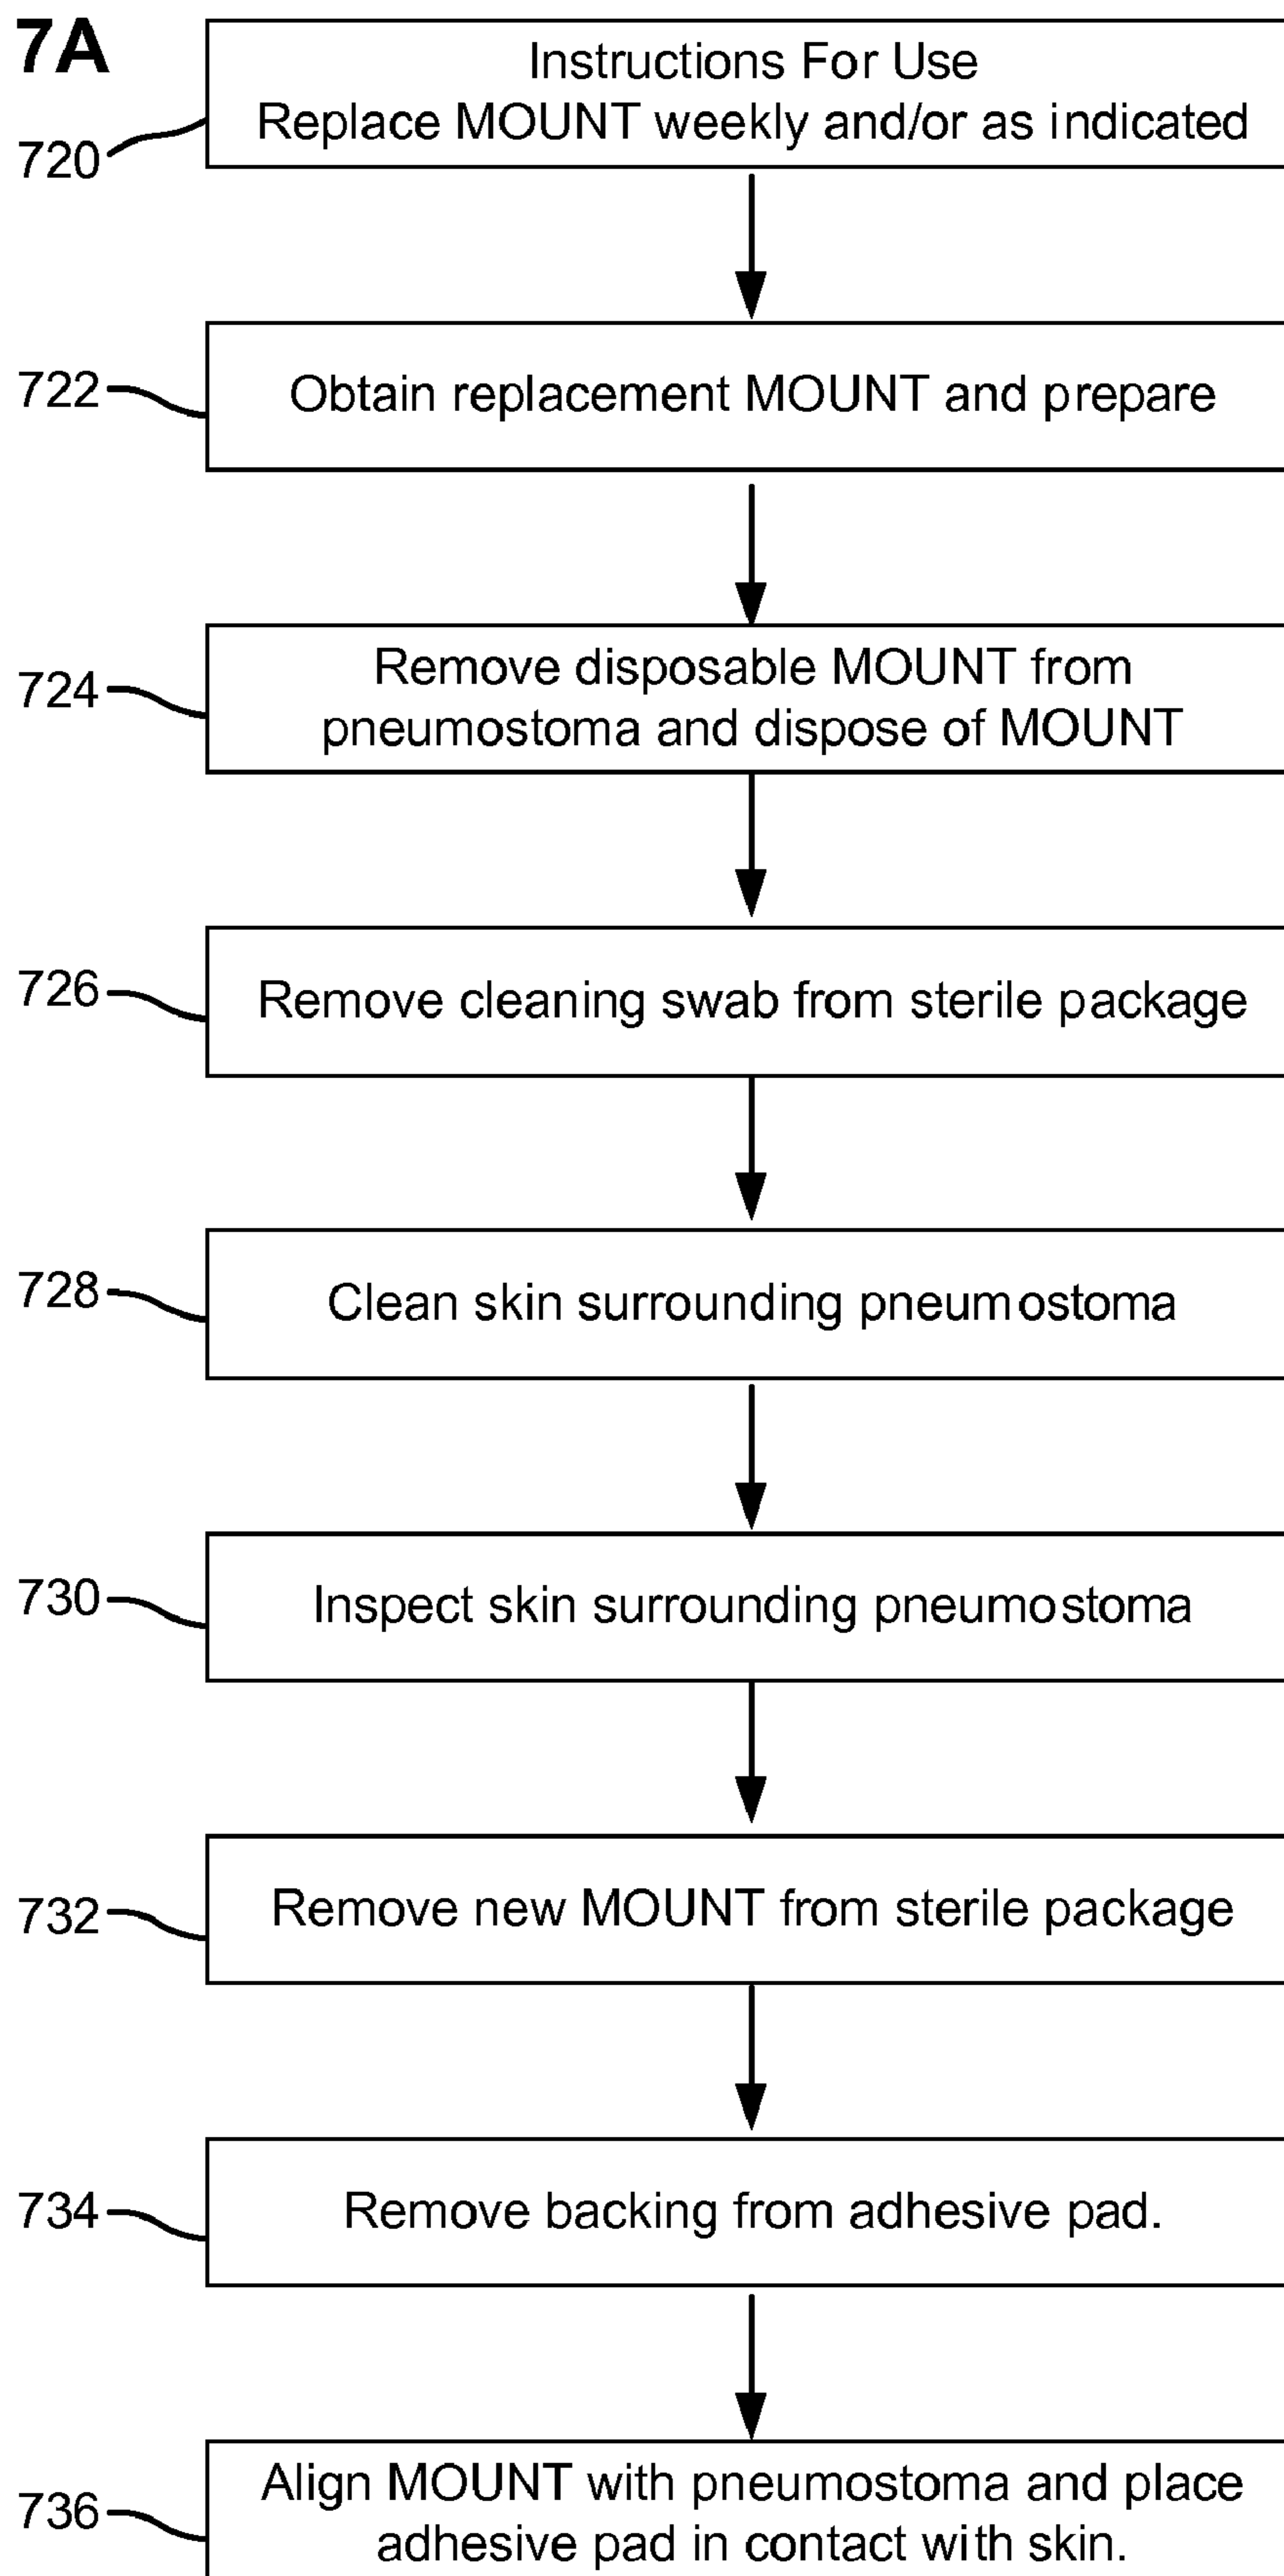 7A
Instructions For Use
Replace MOUNT weekly and/or as indicated
720
722
Obtain replacement MOUNT and prepare
724
Remove disposable MOUNT from
pneumostoma and dispose of MOUNT
726
Remove cleaning swab from sterile package
728
Clean skin surrounding pneumostoma
730
Inspect skin surrounding pneumostoma
732
Remove new MOUNT from sterile package
734
Remove backing from adhesive pad.
736
Align MOUNT with pneumostoma and place
adhesive pad in contact with skin.